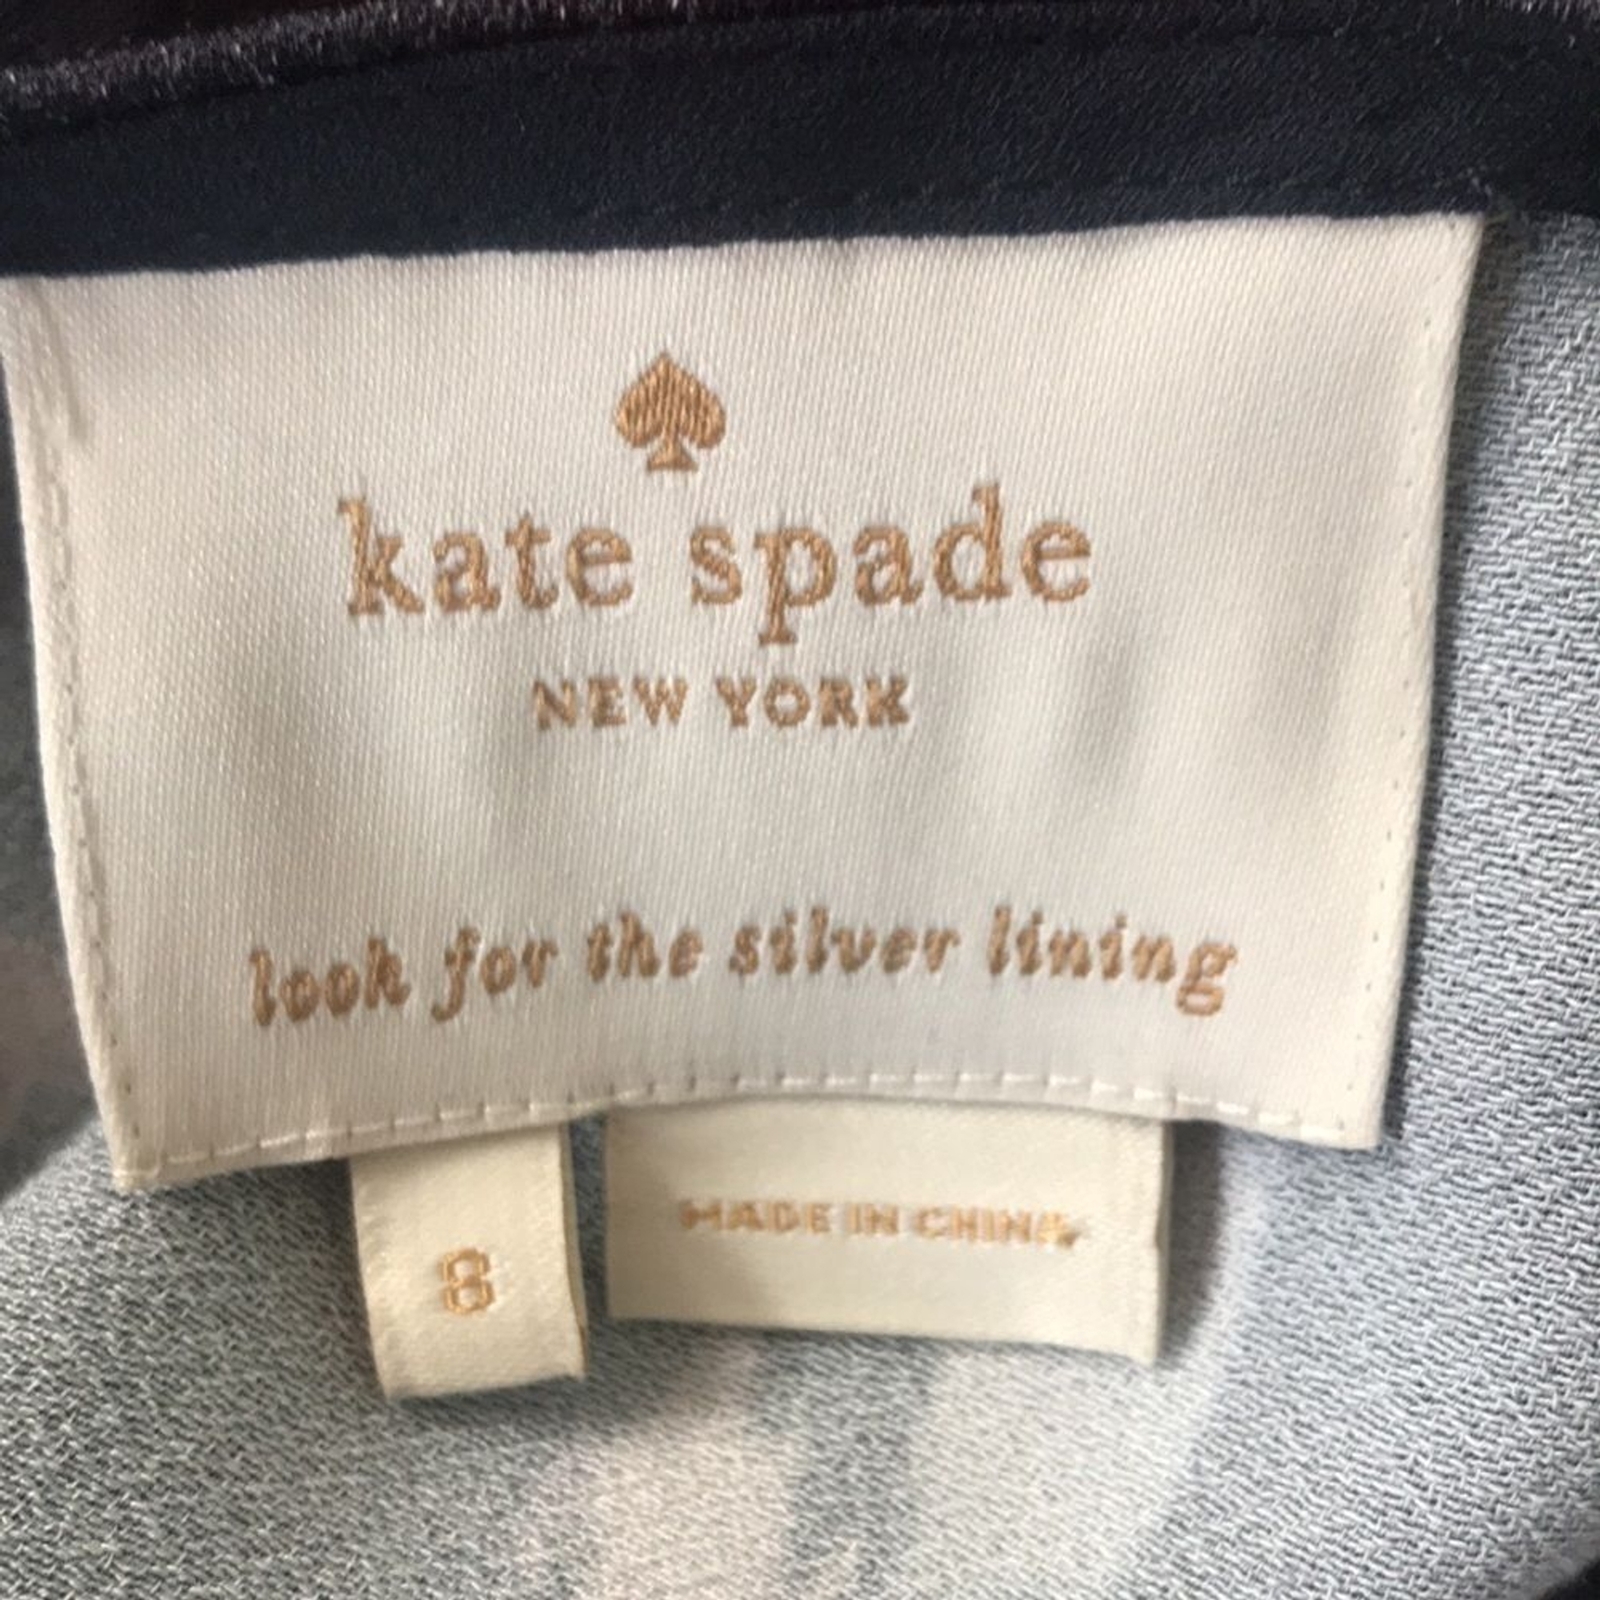 kate spade
NEW YORK
look for the silver lining
8
MADE IN CHINA